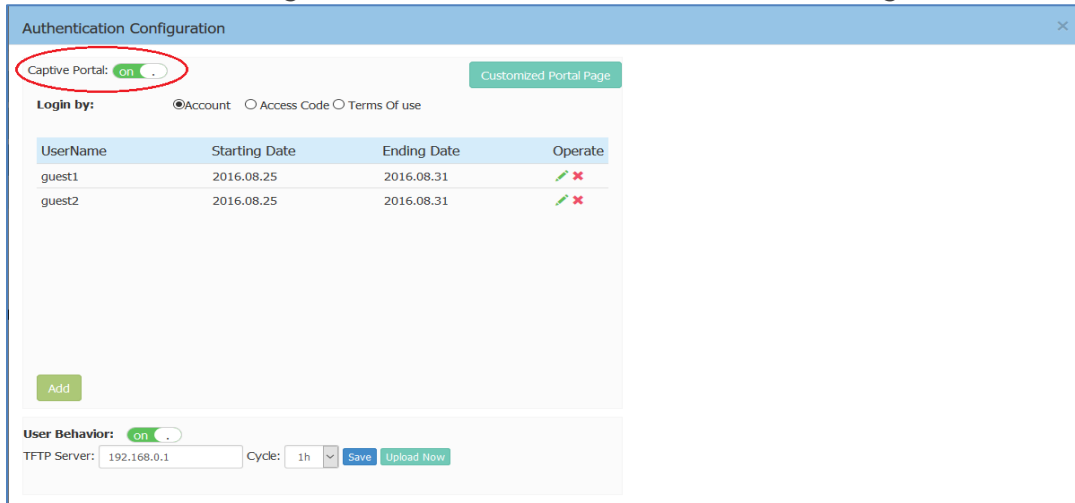 Authentication Configuration
Captive Portal: on
Customized Portal Page
Login by: Account Access Code Terms Of use
UserName Starting Date Ending Date Operate
guest1 2016.08.25 2016.08.31
guest2 2016.08.25 2016.08.31
Add
User Behavior: on
TFTP Server: 192.168.0.1 Cycle: 1h Save Upload Now